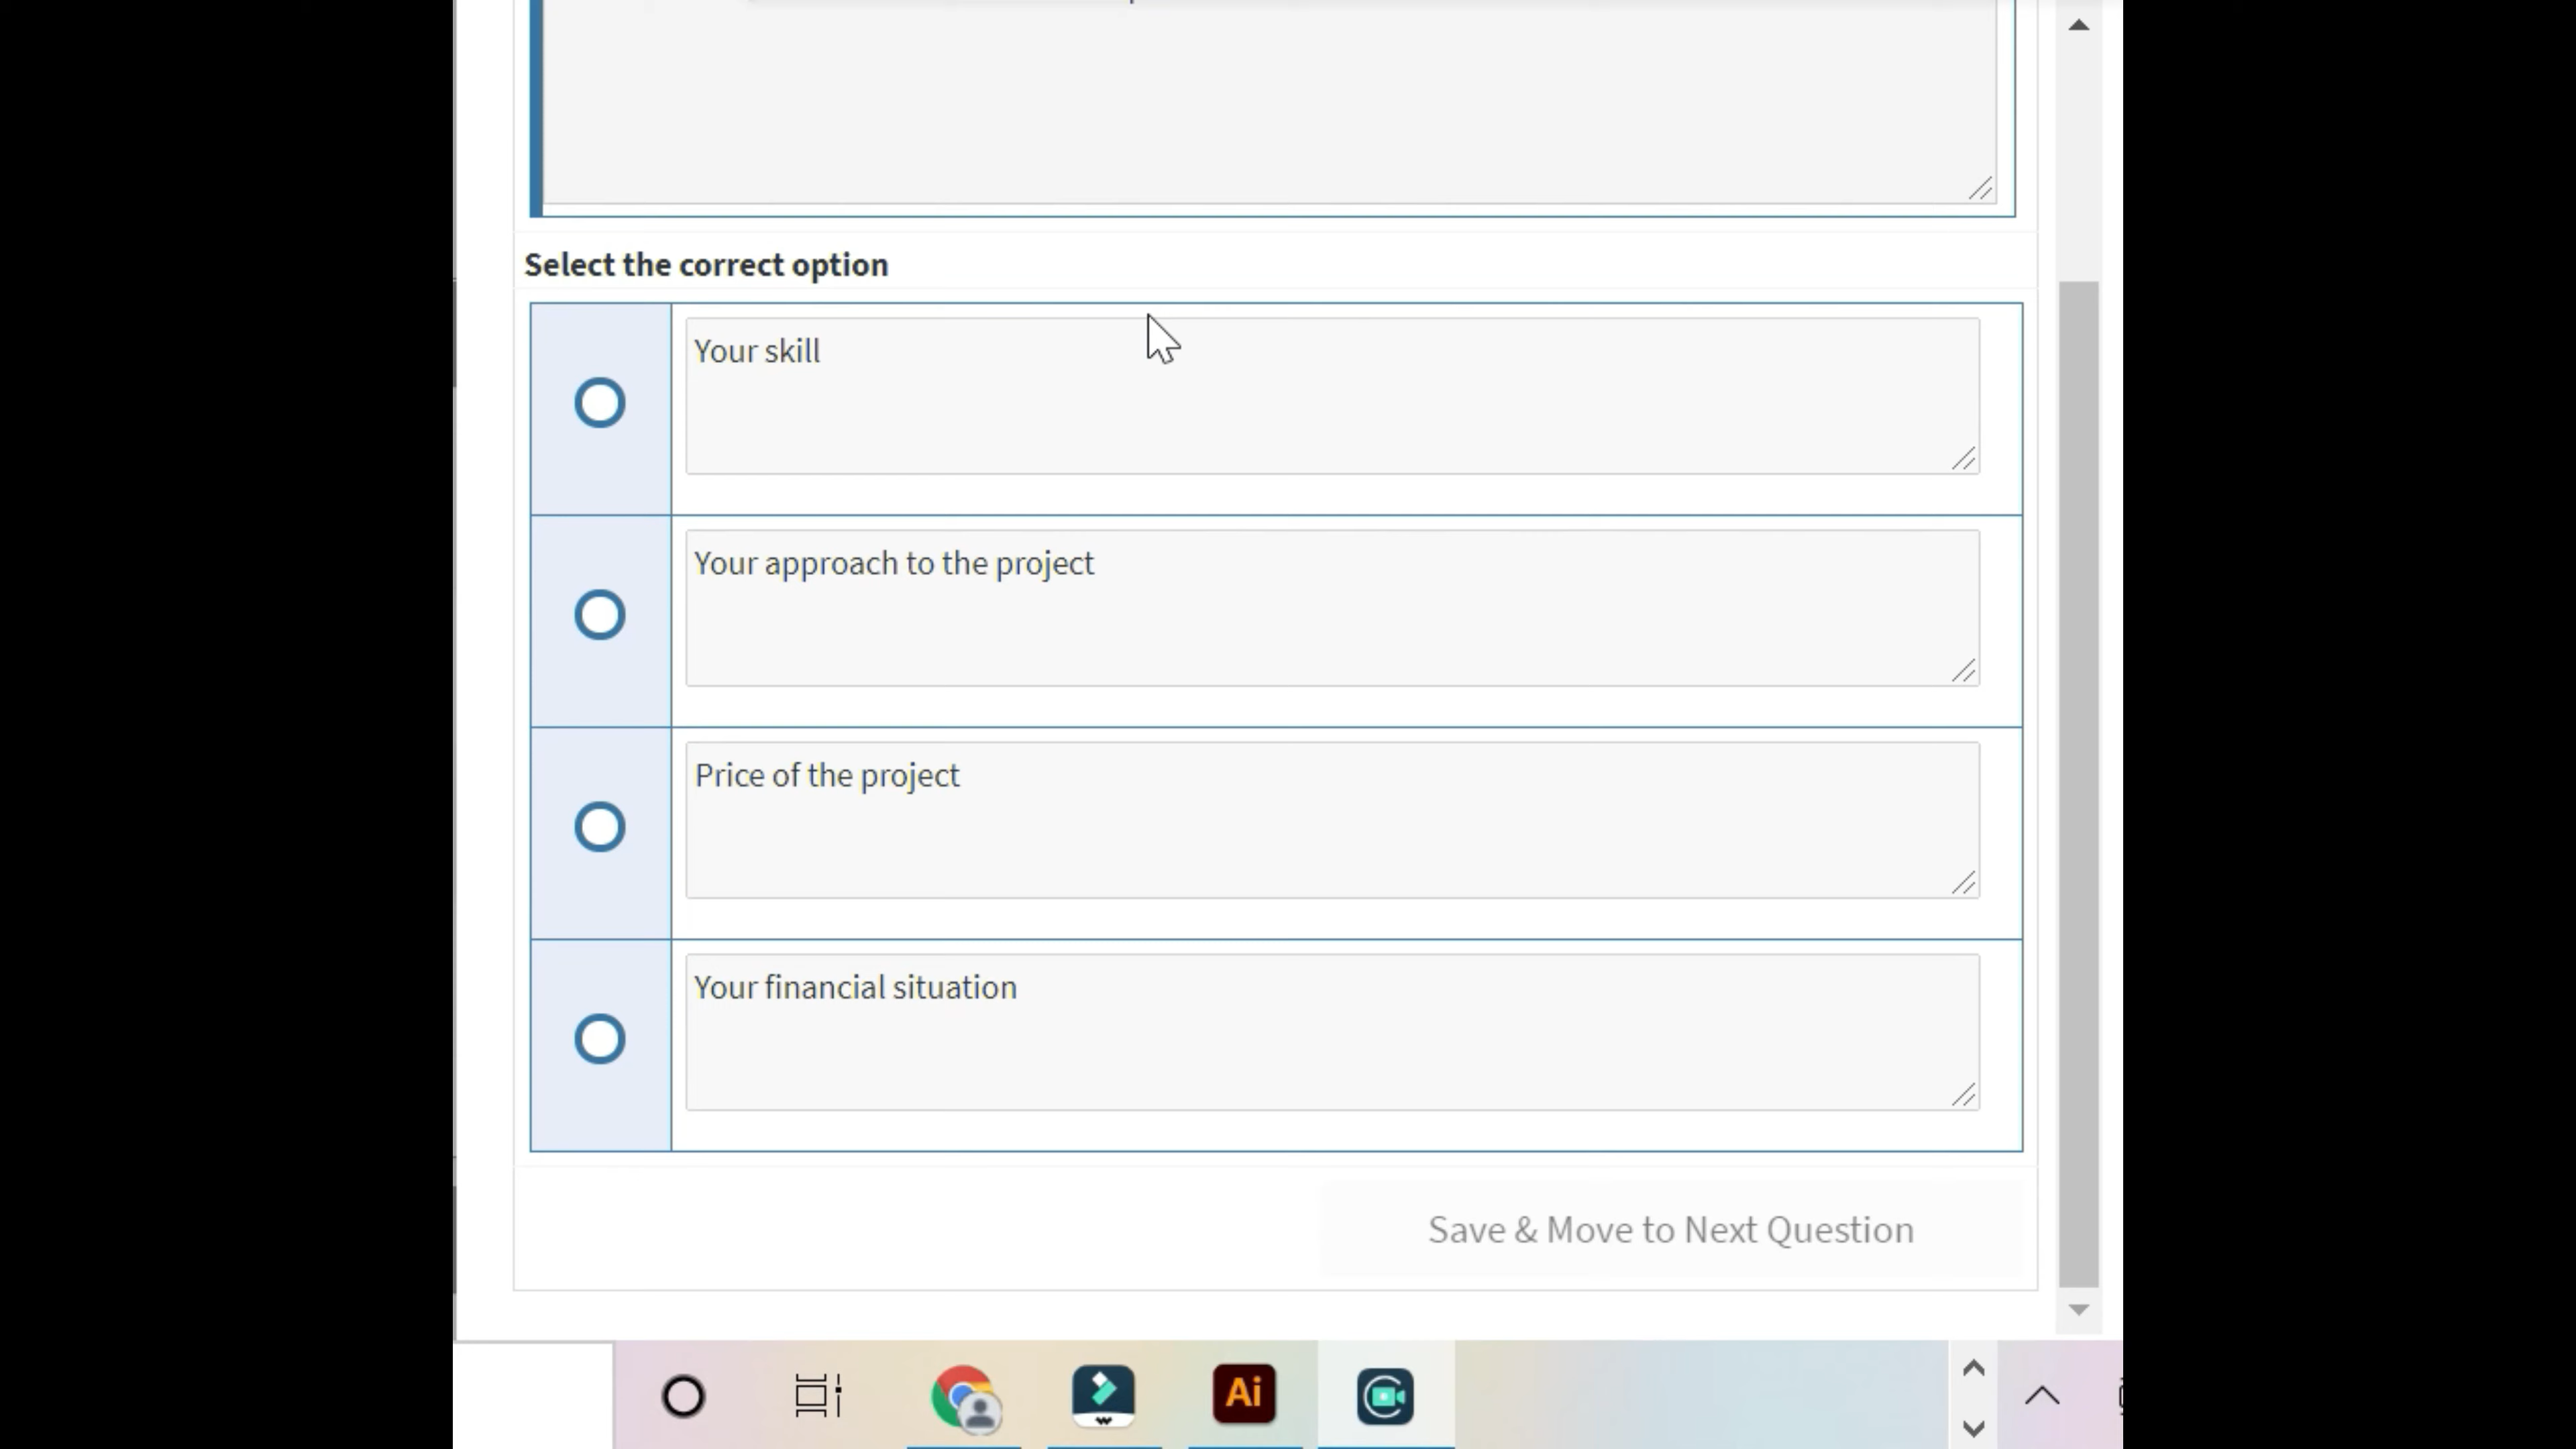 Select the correct option
Your skill
Your approach to the project
Price of the project
Your financial situation
Save & Move to Next Question
Ai